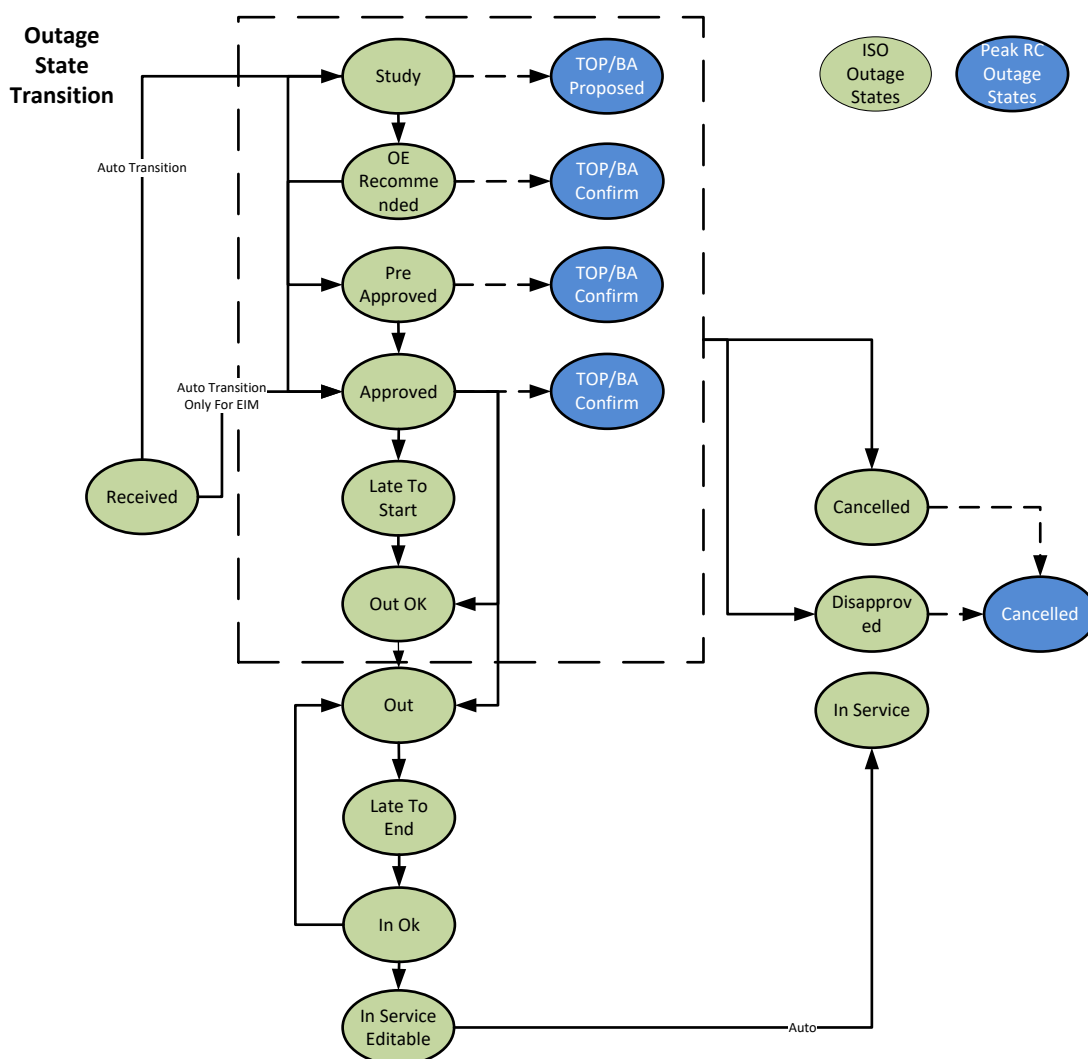 Outage
State
Transition
ISO
Outage
States
Peak RC
Outage
States
Study
TOP/BA
Proposed
Auto Transition
OE
Recomme
nded
TOP/BA
Confirm
Pre
Approved
TOP/BA
Confirm
Auto Transition
Only For EIM
Approved
TOP/BA
Confirm
Received
Late To
Start
Cancelled
Out OK
Disapprov
ed
Cancelled
Out
In Service
Late To
End
In Ok
In Service
Editable
Auto